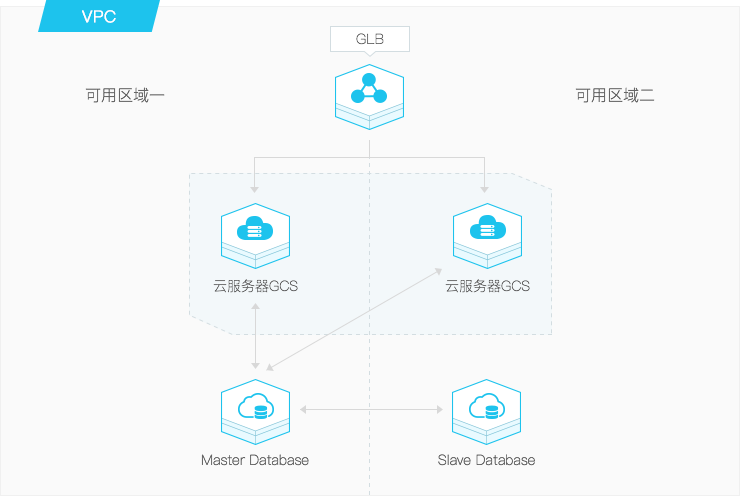 VPC
GLB
可用区域一
可用区域二
云服务器GCS
云服务器GCS
Master Database
Slave Database